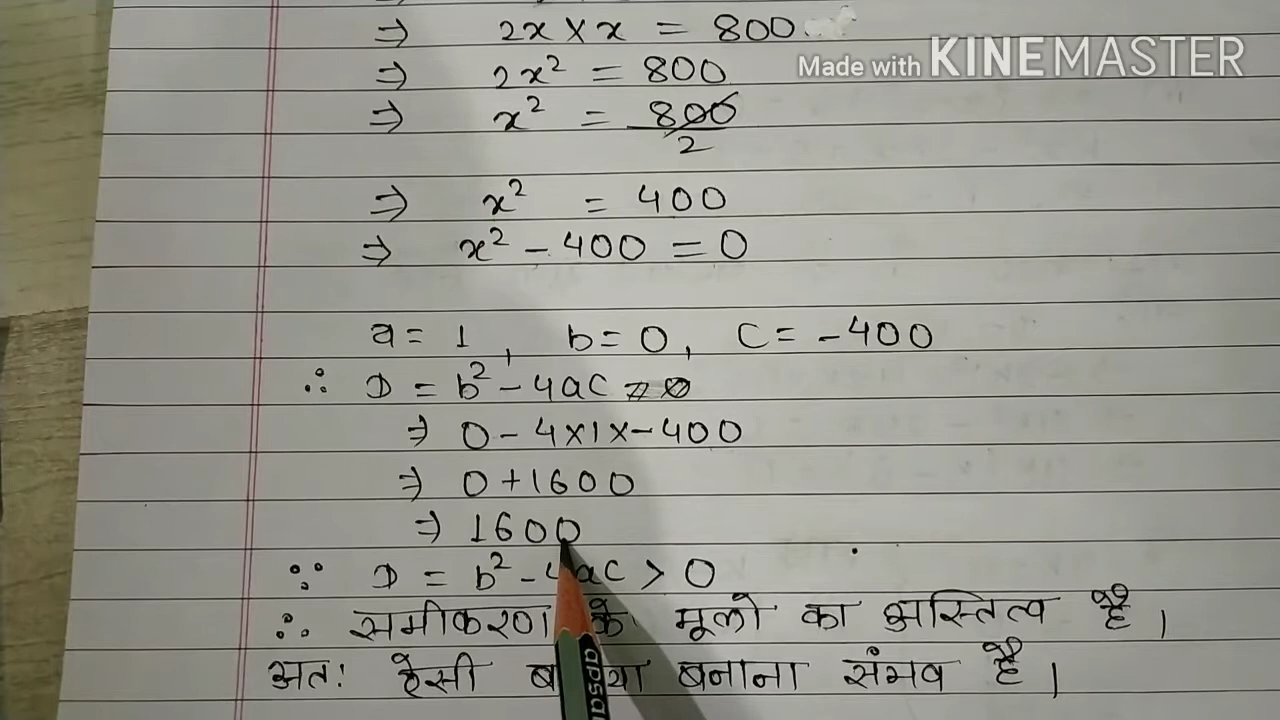 ⇒ 2x × x = 800
Made with KINEMASTER
⇒ 2x² = 800
⇒ x² = 800/2
⇒ x² = 400
⇒ x² - 400 = 0
a = 1, b = 0, C = -400
∴ D = b² - 4ac
⇒ 0 - 4×1×-400
⇒ 0 + 1600
⇒ 1600
∵ D = b² - 4ac > 0
∴ समीकरण के मूलो का अस्तित्व है।
अतः ऐसी बनाना संभव है।
apsa